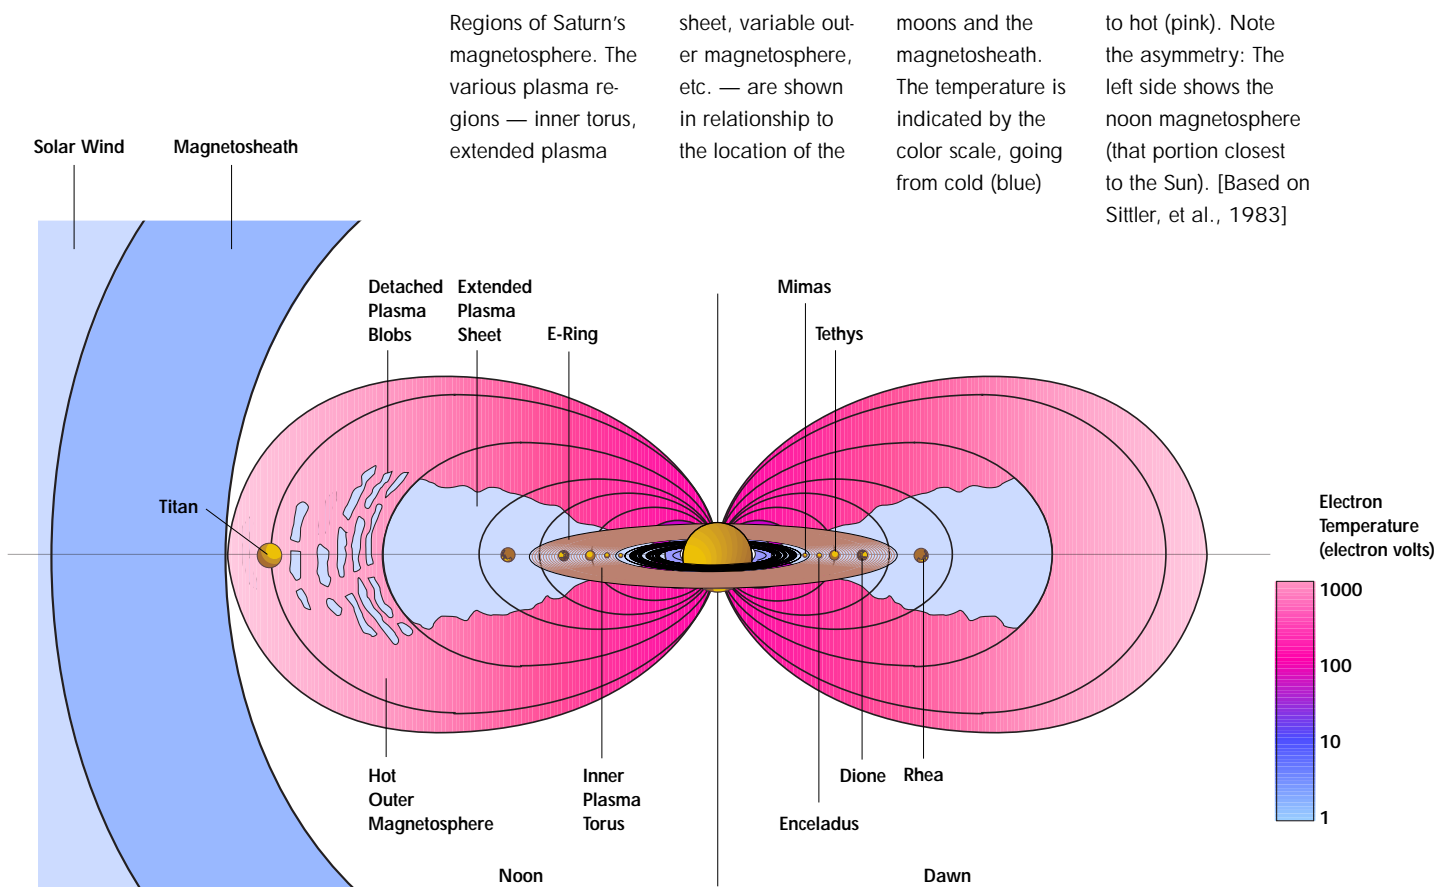 Regions of Saturn's
magnetosphere. The
various plasma re-
gions — inner torus,
extended plasma
sheet, variable out-
er magnetosphere,
etc. — are shown
in relationship to
the location of the
moons and the
magnetosheath.
The temperature is
indicated by the
color scale, going
from cold (blue)
to hot (pink). Note
the asymmetry: The
left side shows the
noon magnetosphere
(that portion closest
to the Sun). [Based on
Sittler, et al., 1983]
Solar Wind
Magnetosheath
Detached
Plasma
Blobs
Extended
Plasma
Sheet
E-Ring
Mimas
Tethys
Titan
Electron
Temperature
(electron volts)
1000
100
10
1
Hot
Outer
Magnetosphere
Inner
Plasma
Torus
Enceladus
Dione
Rhea
Noon
Dawn